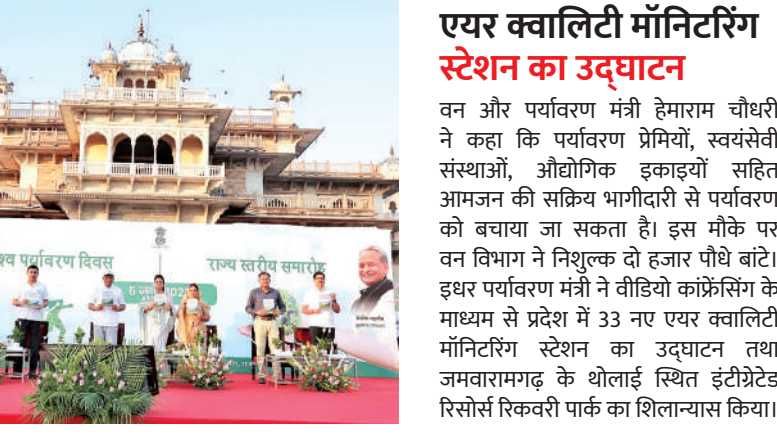 एयर क्वालिटी मॉनिटरिंग
स्टेशन का उद्घाटन
वन और पर्यावरण मंत्री हेमाराम चौधरी
ने कहा कि पर्यावरण प्रेमियों, स्वयंसेवी
संस्थाओं, औद्योगिक इकाइयों सहित
आमजन की सक्रिय भागीदारी से पर्यावरण
को बचाया जा सकता है। इस मौके पर
वन विभाग ने निशुल्क दो हजार पौधे बांटे।
इधर पर्यावरण मंत्री ने वीडियो कांफ्रेंसिंग के
माध्यम से प्रदेश में 33 नए एयर क्वालिटी
मॉनिटरिंग स्टेशन का उद्घाटन तथा
जमवारामगढ़ के थोलाई स्थित इंटीग्रेटेड
रिसोर्स रिकवरी पार्क का शिलान्यास किया।
पर्यावरण दिवस
राज्य स्तरीय समारोह